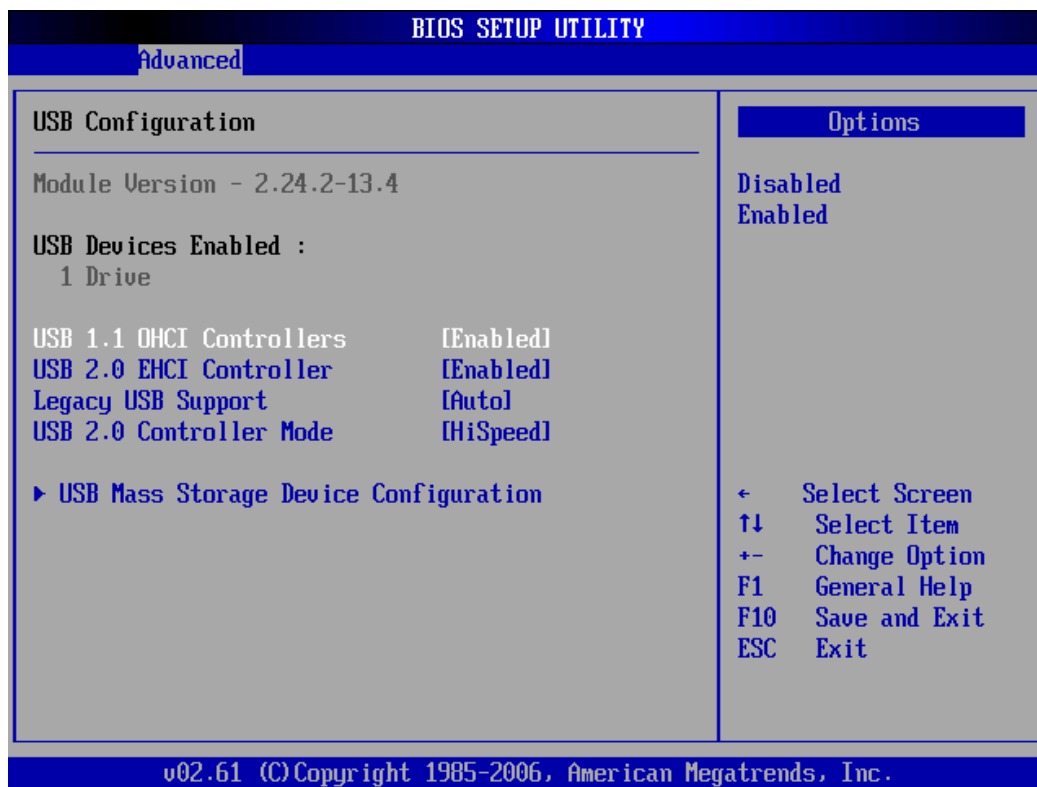 BIOS SETUP UTILITY
Advanced
USB Configuration
Module Version - 2.24.2-13.4
USB Devices Enabled :
1 Drive
USB 1.1 OHCI Controllers [Enabled]
USB 2.0 EHCI Controller [Enabled]
Legacy USB Support [Auto]
USB 2.0 Controller Mode [HiSpeed]
► USB Mass Storage Device Configuration
Options
Disabled
Enabled
← Select Screen
↑↓ Select Item
+- Change Option
F1 General Help
F10 Save and Exit
ESC Exit
v02.61 (C)Copyright 1985-2006, American Megatrends, Inc.